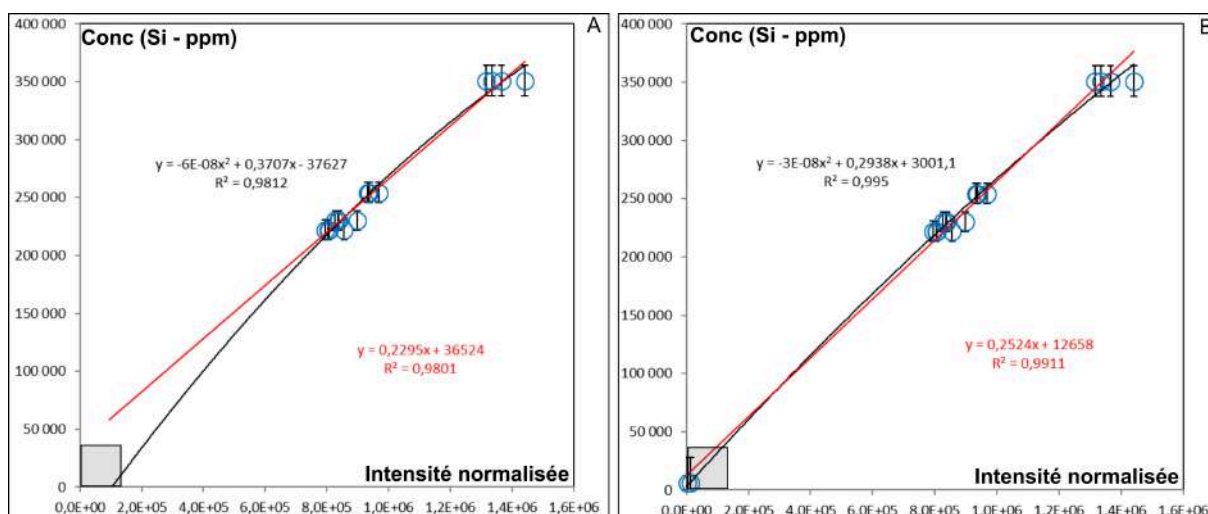 A
Conc (Si - ppm)
400 000
350 000
300 000
250 000
200 000
150 000
100 000
50 000
0
y = -6E-08x² + 0,3707x - 37627
R² = 0,9812
y = 0,2295x + 36524
R² = 0,9801
Intensité normalisée
0,0E+00 2,0E+05 4,0E+05 6,0E+05 8,0E+05 1,0E+06 1,2E+06 1,4E+06 1,6E+06
Conc (Si - ppm)
400 000
350 000
300 000
250 000
200 000
150 000
100 000
50 000
0
y = -3E-08x² + 0,2938x + 3001,1
R² = 0,995
y = 0,2524x + 12658
R² = 0,9911
Intensité normalisée
0,0E+00 2,0E+05 4,0E+05 6,0E+05 8,0E+05 1,0E+06 1,2E+06 1,4E+06 1,6E+06